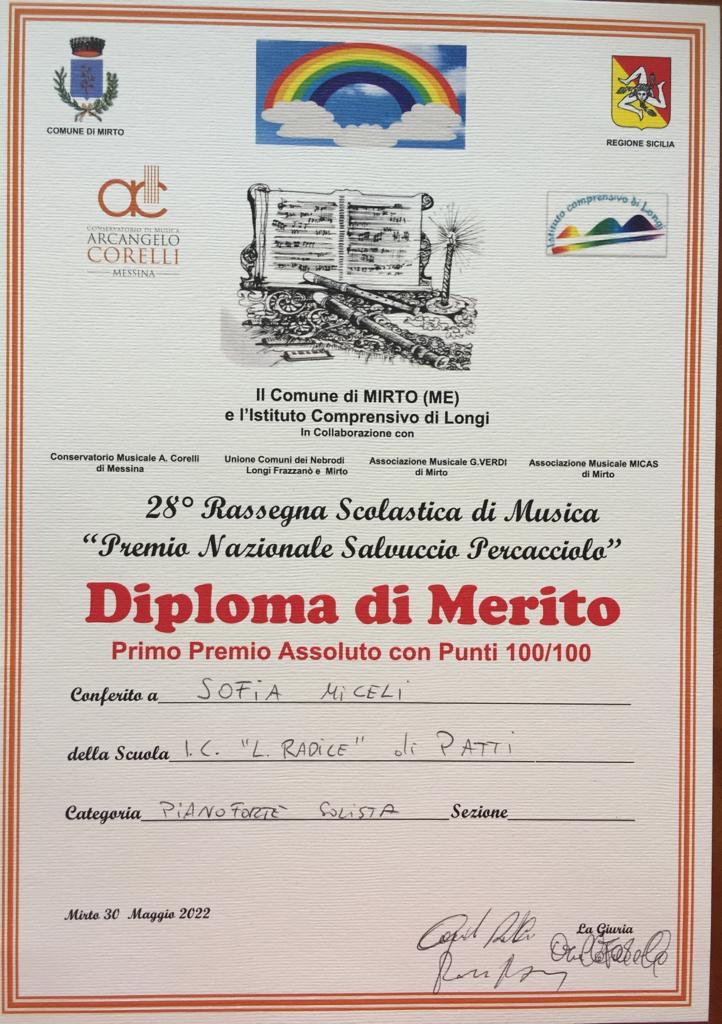 COMUNE DI MIRTO
REGIONE SICILIA
CONSERVATORIO DI MUSICA
ARCANGELO
CORELLI
MESSINA
Istituto comprensivo di Longi
Il Comune di MIRTO (ME)
e l'Istituto Comprensivo di Longi
In Collaborazione con
Conservatorio Musicale A. Corelli
di Messina
Unione Comuni dei Nebrodi
Longi Frazzanò e Mirto
Associazione Musicale G.VERDI
di Mirto
Associazione Musicale MICAS
di Mirto
28° Rassegna Scolastica di Musica
“Premio Nazionale Salvuccio Percacciolo”
Diploma di Merito
Primo Premio Assoluto con Punti 100/100
Conferito a SOFIA MICELI
della Scuola I.C. "L. RADICE" di PATTI
Categoria PIANOFORTE SOLISTA Sezione
Mirto 30 Maggio 2022
La Giuria